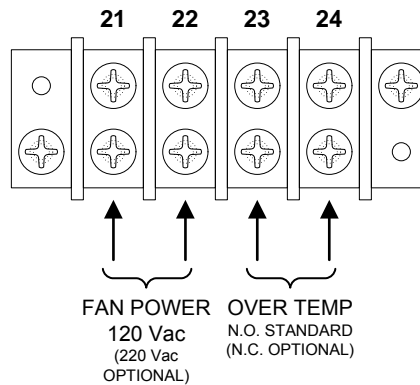 21 22 23 24
FAN POWER
120 Vac
(220 Vac
OPTIONAL)
OVER TEMP
N.O. STANDARD
(N.C. OPTIONAL)